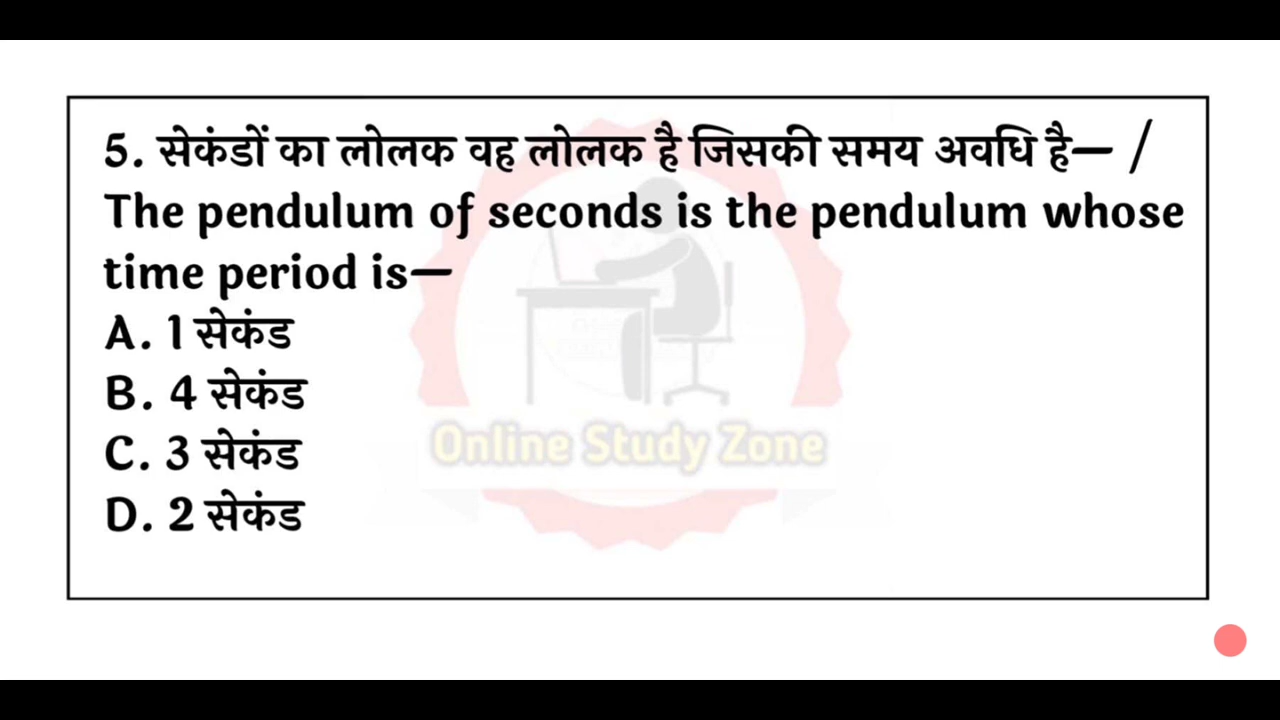 5. सेकंडों का लोलक वह लोलक है जिसकी समय अवधि है— /
The pendulum of seconds is the pendulum whose
time period is—
A. 1 सेकंड
B. 4 सेकंड
C. 3 सेकंड
D. 2 सेकंड
Online Study Zone